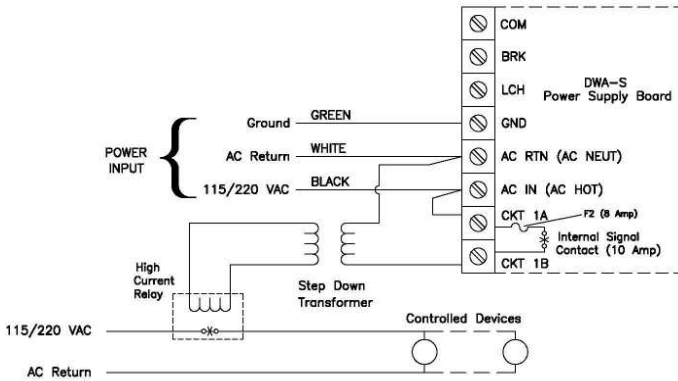 COM
BRK
LCH
DWA-S
Power Supply Board
POWER
INPUT
Ground GREEN GND
AC Return WHITE AC RTN (AC NEUT)
115/220 VAC BLACK AC IN (AC HOT)
CKT 1A
F2 (8 Amp)
Internal Signal
Contact (10 Amp)
CKT 1B
High
Current
Relay
Step Down
Transformer
Controlled Devices
115/220 VAC
AC Return